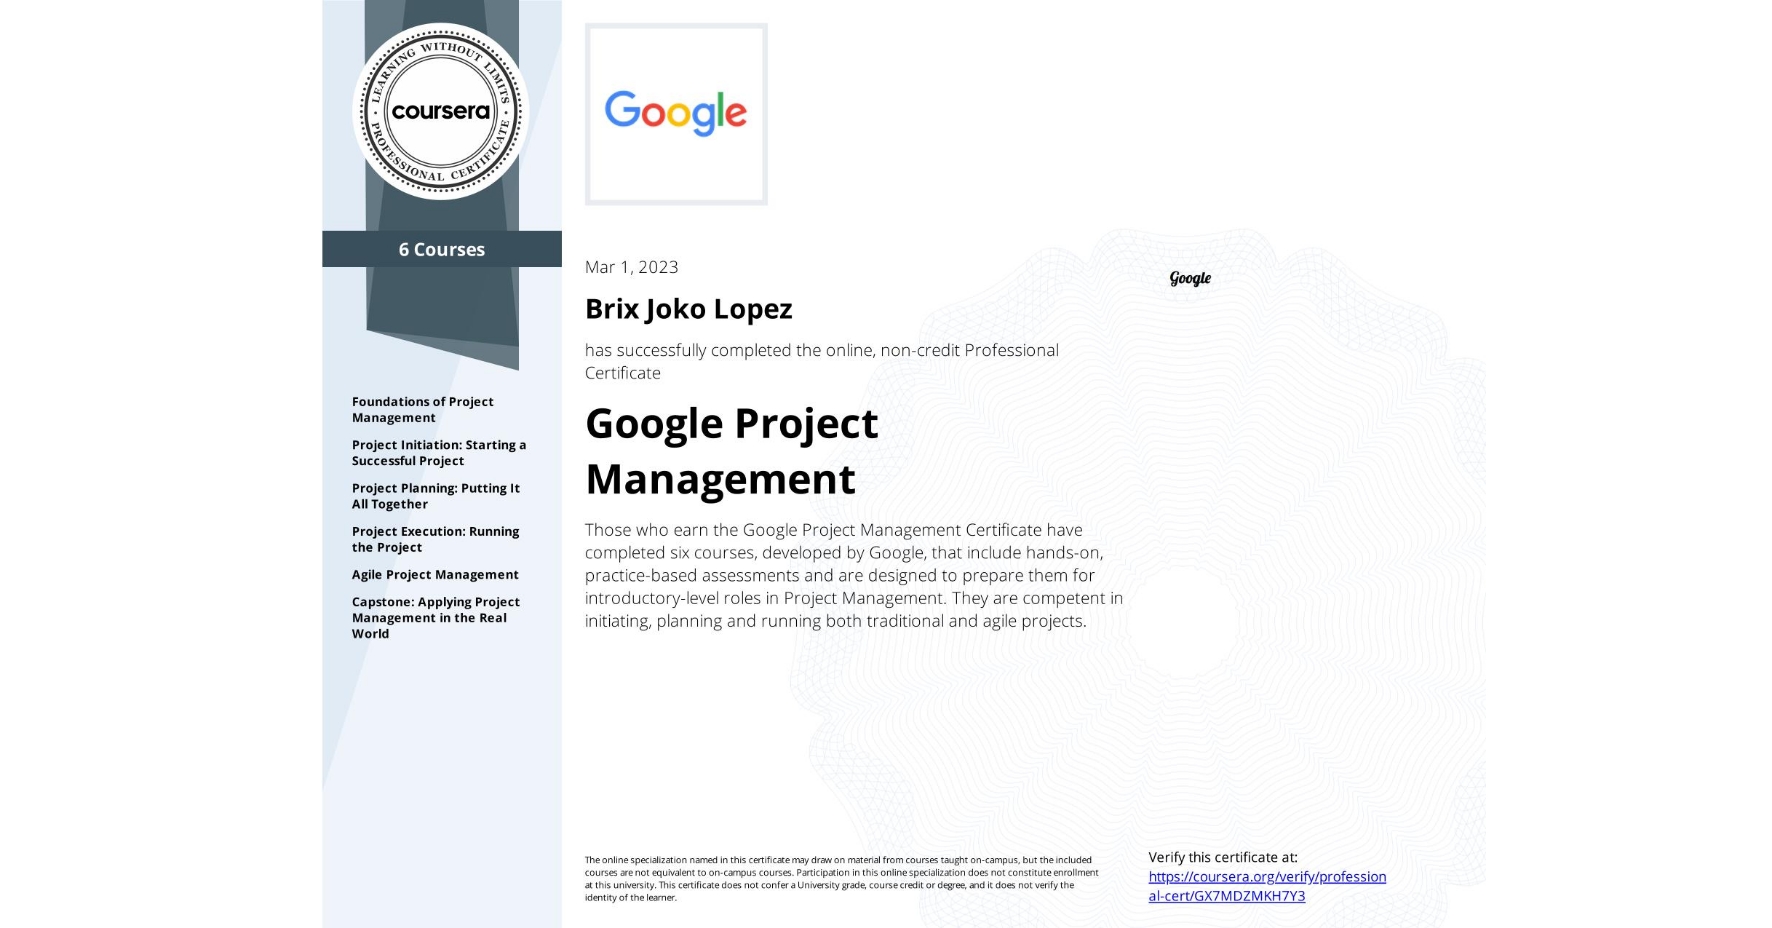 LEARNING WITHOUT LIMITS
coursera
PROFESSIONAL CERTIFICATE
6 Courses
Foundations of Project
Management
Project Initiation: Starting a
Successful Project
Project Planning: Putting It
All Together
Project Execution: Running
the Project
Agile Project Management
Capstone: Applying Project
Management in the Real
World
Google
Mar 1, 2023
Google
Brix Joko Lopez
has successfully completed the online, non-credit Professional
Certificate
Google Project
Management
Those who earn the Google Project Management Certificate have
completed six courses, developed by Google, that include hands-on,
practice-based assessments and are designed to prepare them for
introductory-level roles in Project Management. They are competent in
initiating, planning and running both traditional and agile projects.
The online specialization named in this certificate may draw on material from courses taught on-campus, but the included
courses are not equivalent to on-campus courses. Participation in this online specialization does not constitute enrollment
at this university. This certificate does not confer a University grade, course credit or degree, and it does not verify the
identity of the learner.
Verify this certificate at:
https://coursera.org/verify/profession
al-cert/GX7MDZMKH7Y3